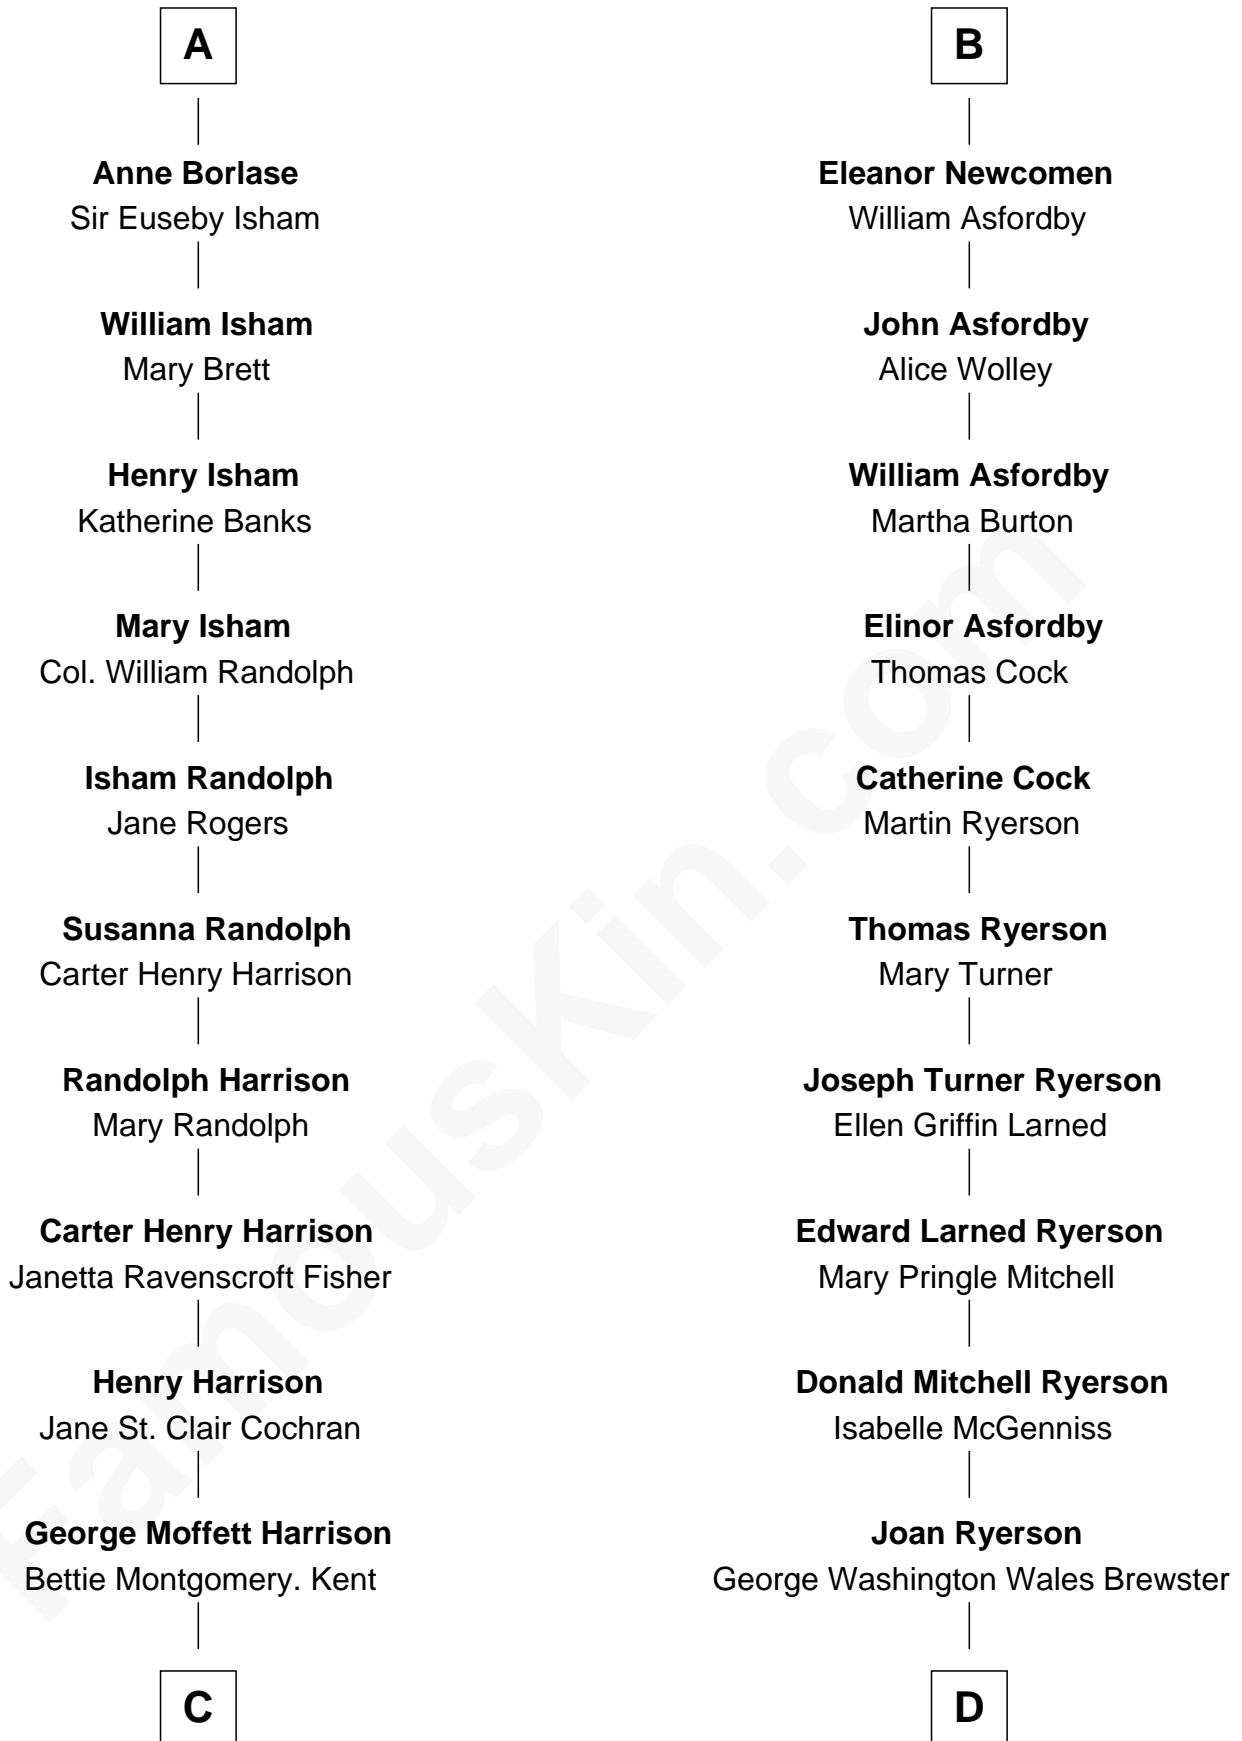 A
Anne Borlase
Sir Euseby Isham
William Isham
Mary Brett
Henry Isham
Katherine Banks
Mary Isham
Col. William Randolph
Isham Randolph
Jane Rogers
Susanna Randolph
Carter Henry Harrison
Randolph Harrison
Mary Randolph
Carter Henry Harrison
Janetta Ravenscroft Fisher
Henry Harrison
Jane St. Clair Cochran
George Moffett Harrison
Bettie Montgomery. Kent
C
B
Eleanor Newcomen
William Asfordby
John Asfordby
Alice Wolley
William Asfordby
Martha Burton
Elinor Asfordby
Thomas Cock
Catherine Cock
Martin Ryerson
Thomas Ryerson
Mary Turner
Joseph Turner Ryerson
Ellen Griffin Larned
Edward Larned Ryerson
Mary Pringle Mitchell
Donald Mitchell Ryerson
Isabelle McGenniss
Joan Ryerson
George Washington Wales Brewster
D
FamousKin.com